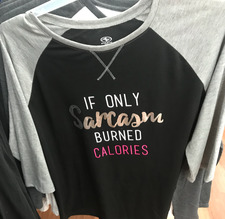 IF ONLY
Sarcasm
BURNED
CALORIES